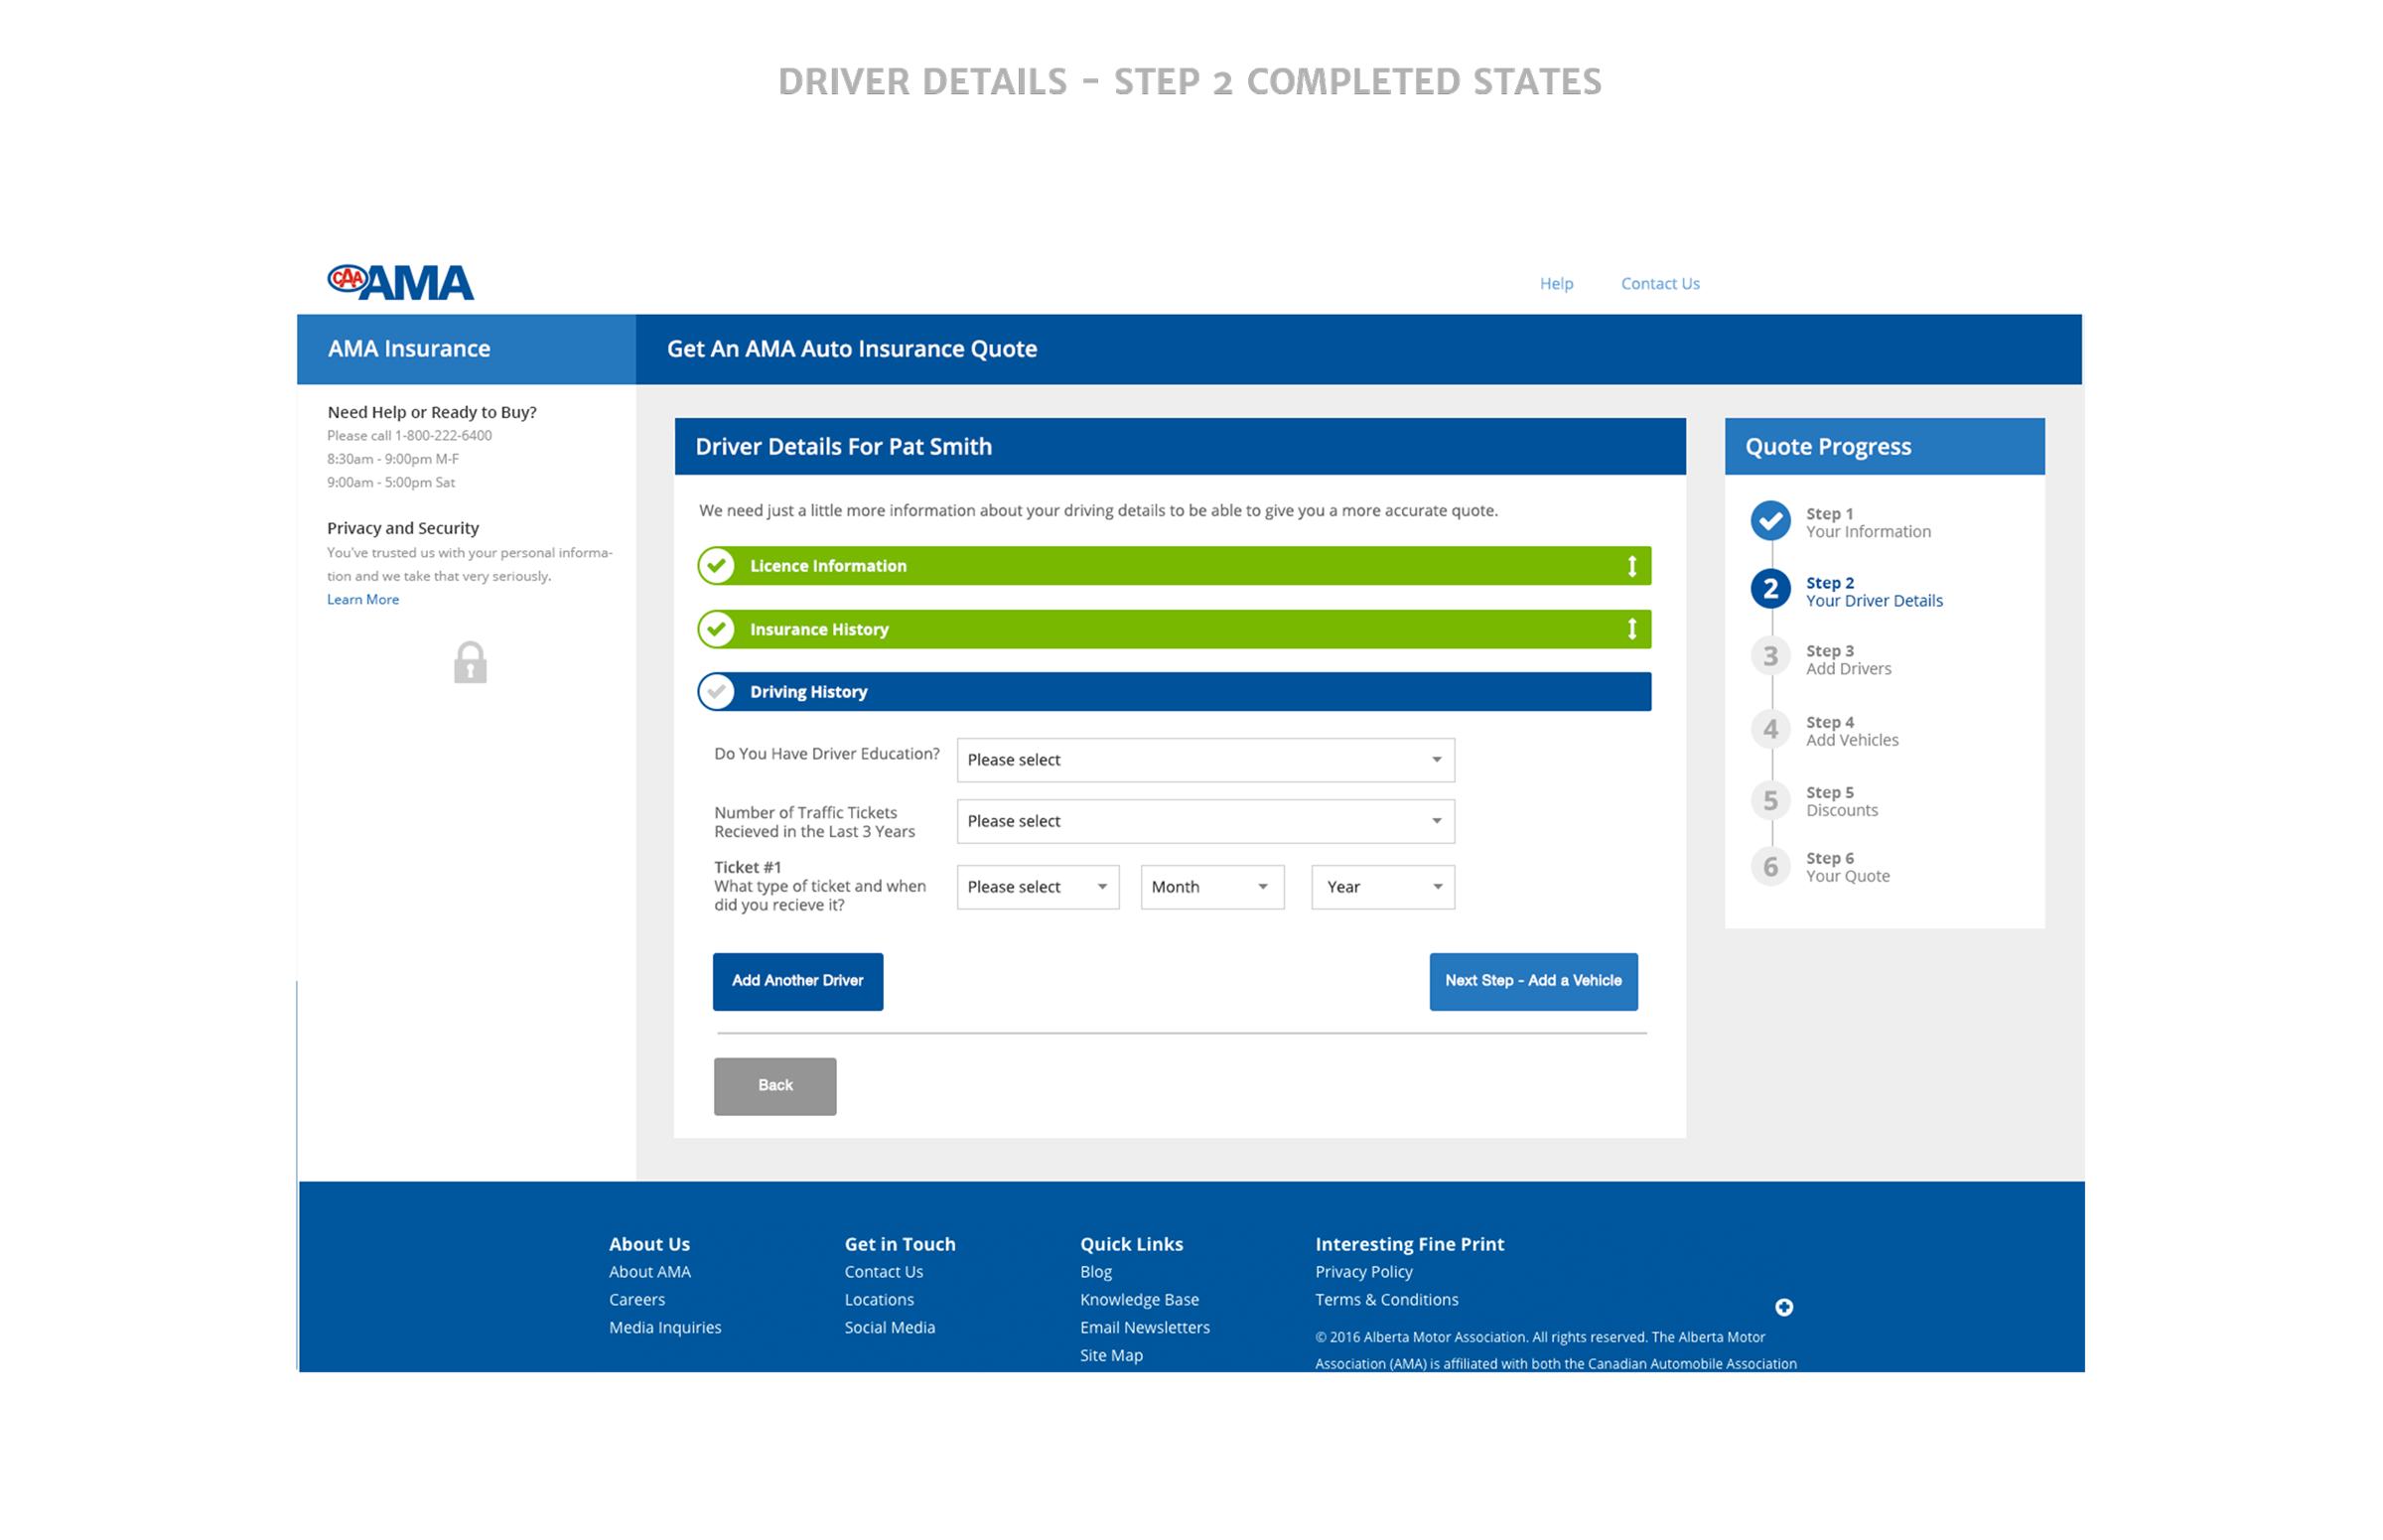 DRIVER DETAILS - STEP 2 COMPLETED STATES
CAA AMA
Help
Contact Us
AMA Insurance
Get An AMA Auto Insurance Quote
Need Help or Ready to Buy?
Please call 1-800-222-6400
8:30am - 9:00pm M-F
9:00am - 5:00pm Sat
Privacy and Security
You've trusted us with your personal informa-
tion and we take that very seriously.
Learn More
Driver Details For Pat Smith
We need just a little more information about your driving details to be able to give you a more accurate quote.
Licence Information
Insurance History
Driving History
Do You Have Driver Education?
Please select
Number of Traffic Tickets
Recieved in the Last 3 Years
Please select
Ticket #1
What type of ticket and when
did you recieve it?
Please select
Month
Year
Add Another Driver
Next Step - Add a Vehicle
Back
Quote Progress
Step 1
Your Information
2
Step 2
Your Driver Details
3
Step 3
Add Drivers
4
Step 4
Add Vehicles
5
Step 5
Discounts
6
Step 6
Your Quote
About Us
About AMA
Careers
Media Inquiries
Get in Touch
Contact Us
Locations
Social Media
Quick Links
Blog
Knowledge Base
Email Newsletters
Site Map
Interesting Fine Print
Privacy Policy
Terms & Conditions
© 2016 Alberta Motor Association. All rights reserved. The Alberta Motor
Association (AMA) is affiliated with both the Canadian Automobile Association